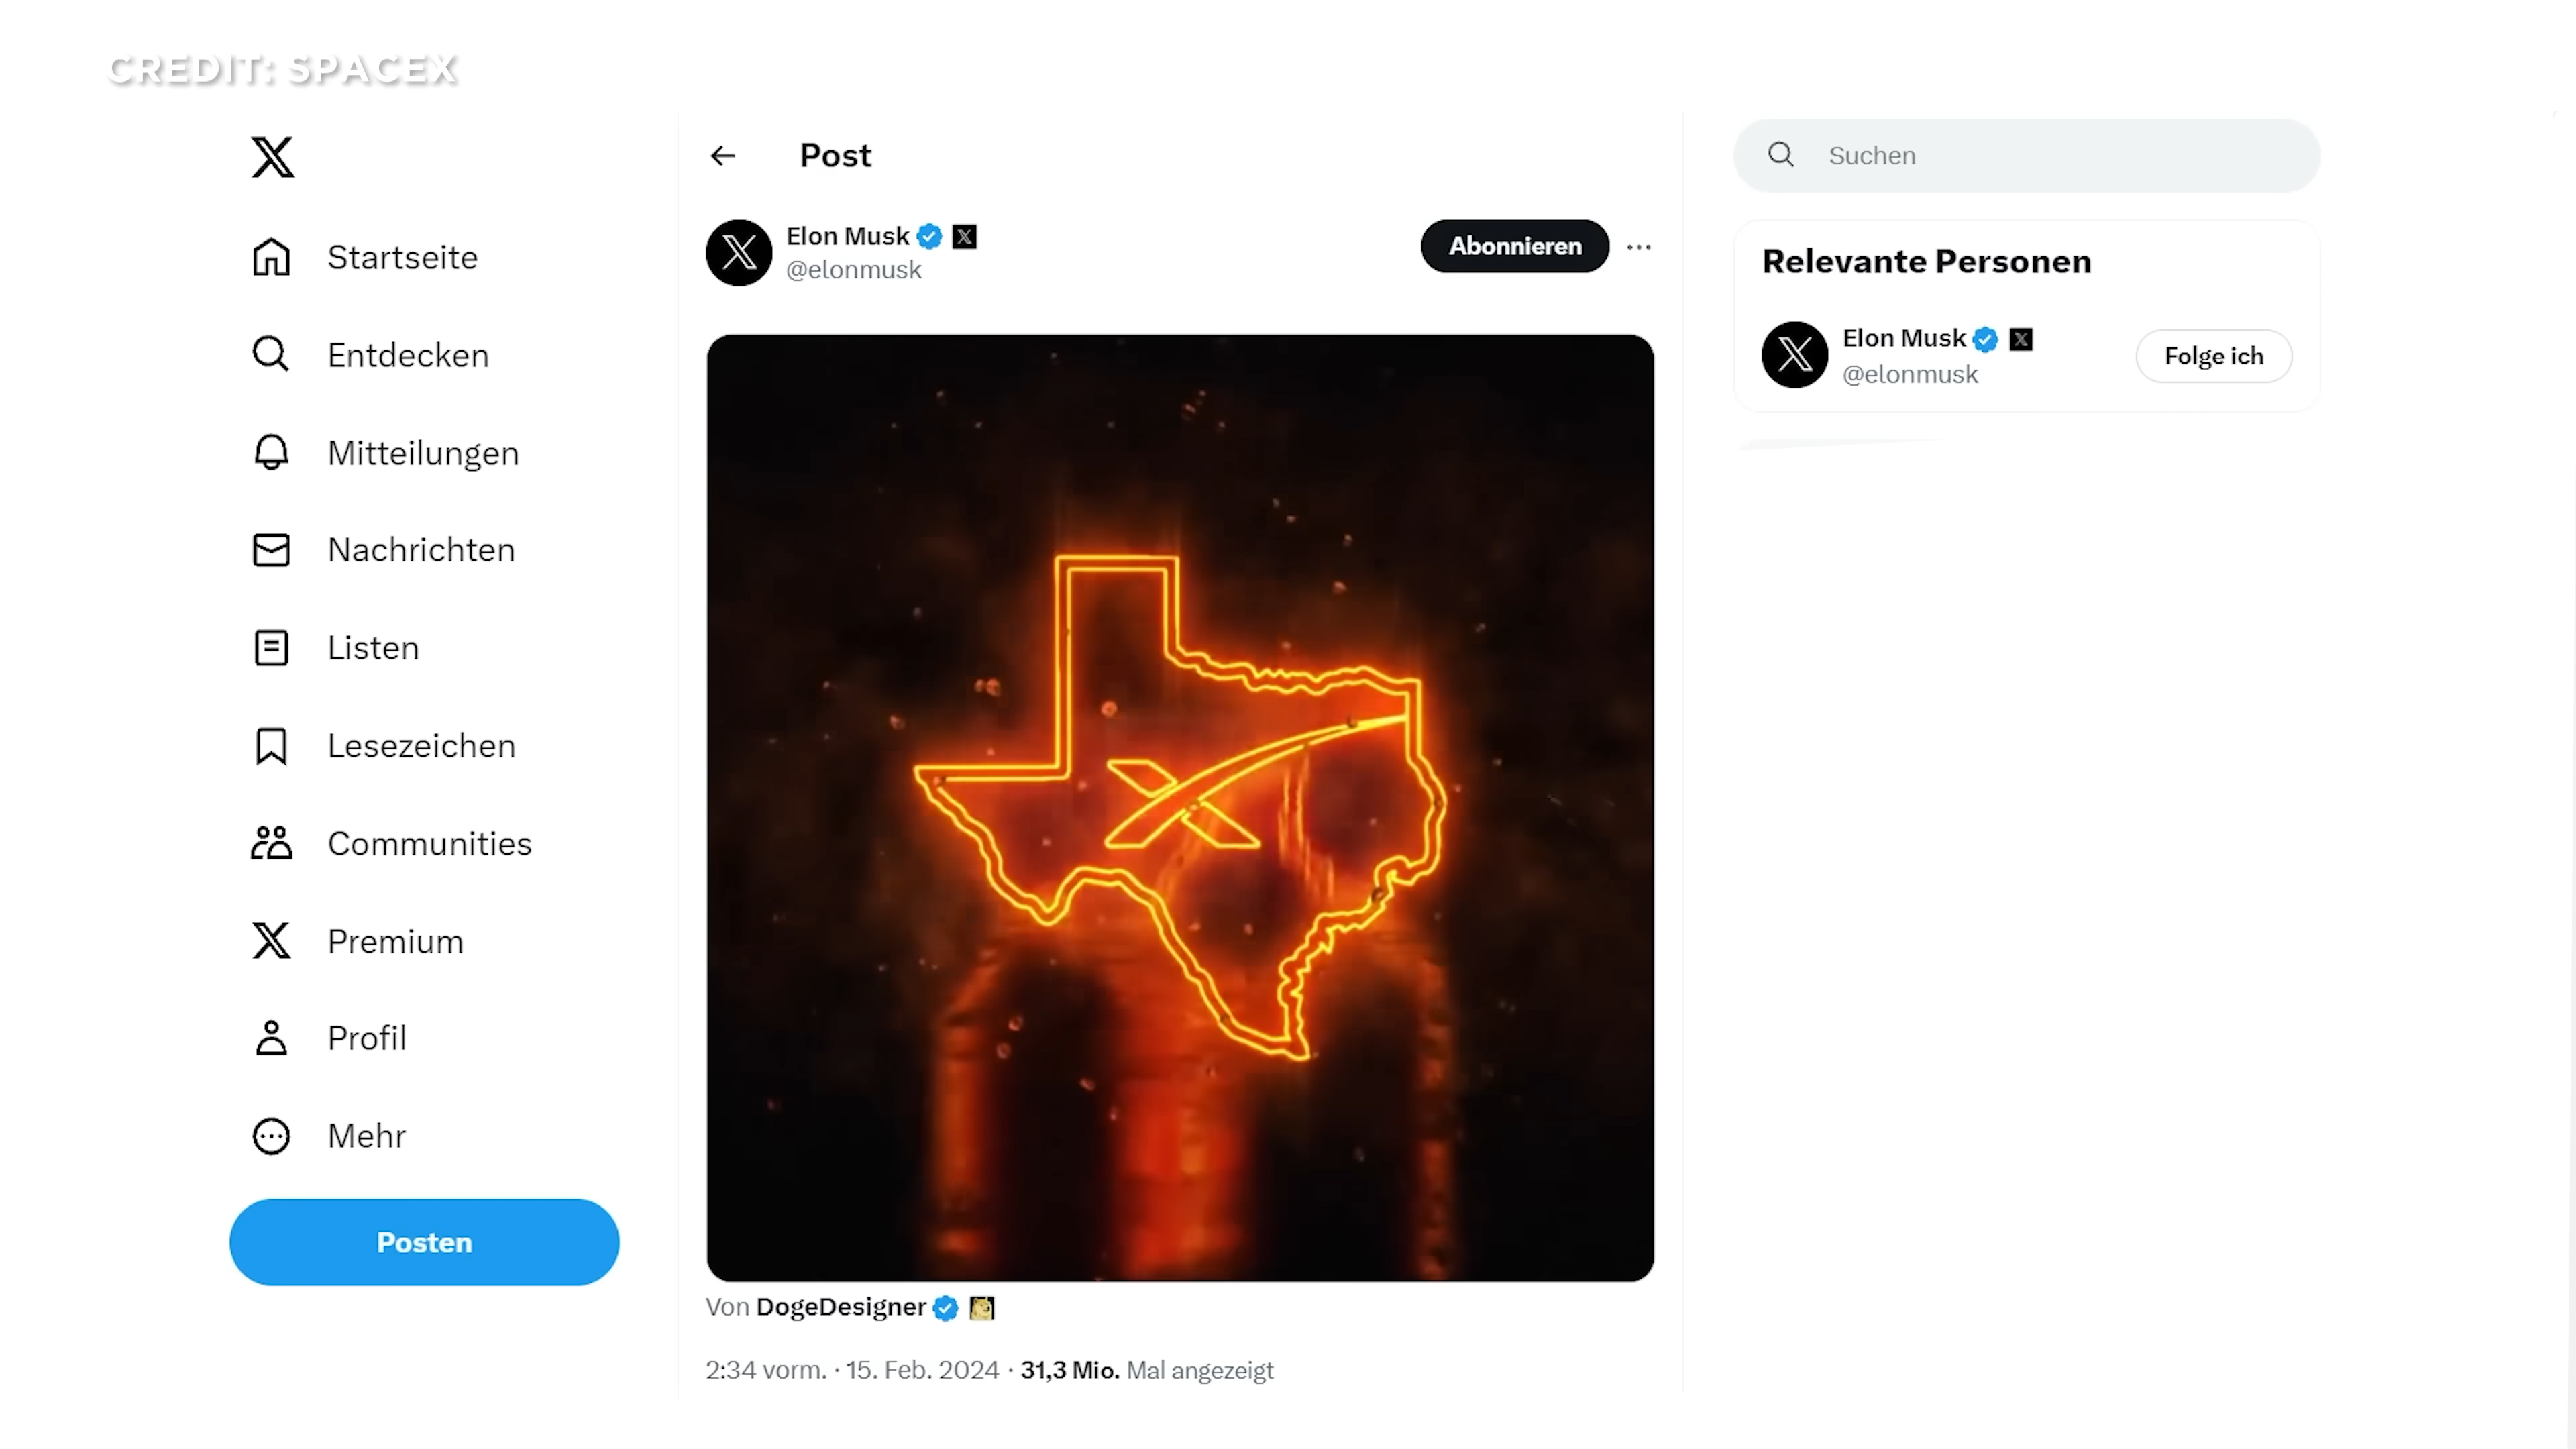 CREDIT: SPACEX
Startseite
Entdecken
Mitteilungen
Nachrichten
Listen
Lesezeichen
Communities
Premium
Profil
Mehr
Posten
Post
Elon Musk
@elonmusk
Abonnieren
Von DogeDesigner
2:34 vorm. · 15. Feb. 2024 · 31,3 Mio. Mal angezeigt
Suchen
Relevante Personen
Elon Musk
@elonmusk
Folge ich